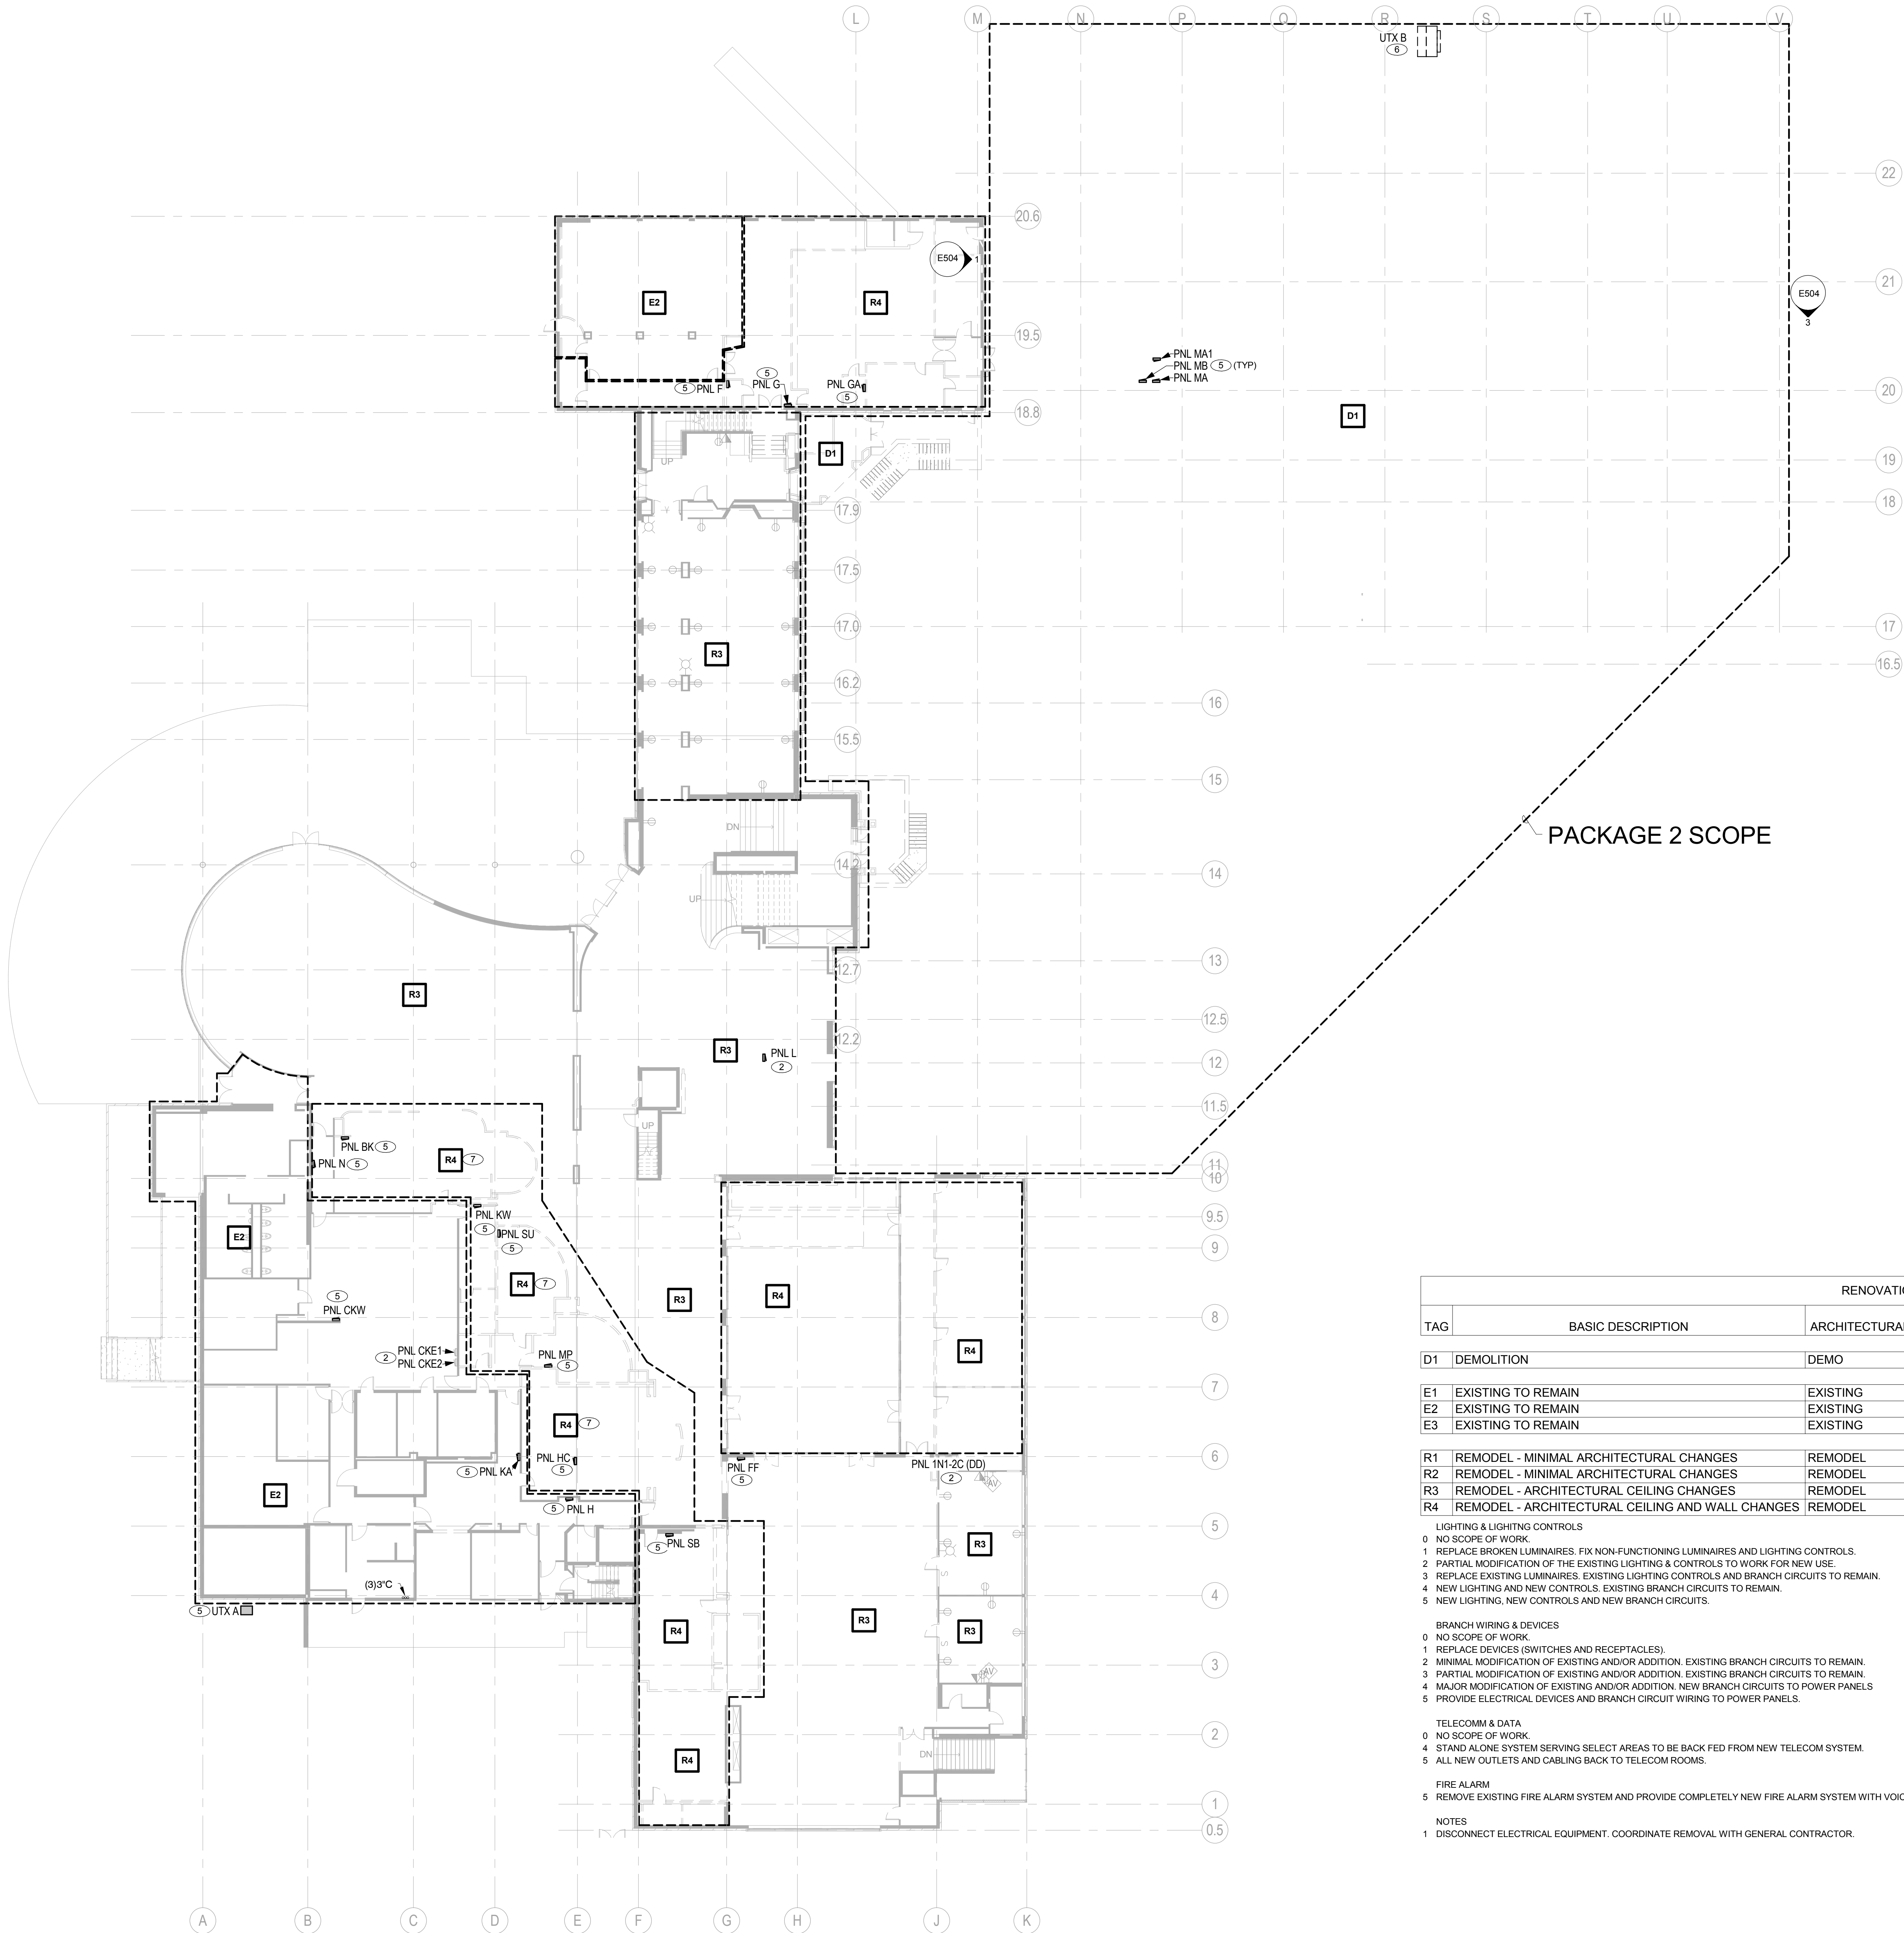 L
M
N
P
Q
R
S
T
U
V
UTX B
6
22
20.6
E504
1
21
E504
3
E2
R4
19.5
PNL MA1
PNL MB 5 (TYP)
PNL MA
5
5 PNL F
PNL G
PNL GA
5
20
18.8
D1
D1
UP
19
17.9
18
17.5
17.0
17
R3
16.5
16.2
16
15.5
15
DN
PACKAGE 2 SCOPE
14.2
14
UP
13
12.7
R3
12.5
12.2
R3
PNL L
2
12
11.5
UP
PNL BK 5
PNL N 5
R4 7
11
10
PNL KW
5
PNL SU
5
9.5
E2
9
R4 7
R3
R4
5
PNL CKW
8
PNL CKE1
2
PNL CKE2
PNL MP
5
R4
7
R4 7
PNL HC
5
5 PNL KA
PNL FF
5
6
PNL 1N1-2C (DD)
2
AV
E2
5 PNL H
5
5 PNL SB
R3
S
(3)3"C
4
5 UTX A
R4
R3
R3
S
3
AV
2
R4
DN
1
0.5
A
B
C
D
E
F
G
H
J
K
RENOVATI
TAG BASIC DESCRIPTION ARCHITECTURA
D1 DEMOLITION DEMO
E1 EXISTING TO REMAIN EXISTING
E2 EXISTING TO REMAIN EXISTING
E3 EXISTING TO REMAIN EXISTING
R1 REMODEL - MINIMAL ARCHITECTURAL CHANGES REMODEL
R2 REMODEL - MINIMAL ARCHITECTURAL CHANGES REMODEL
R3 REMODEL - ARCHITECTURAL CEILING CHANGES REMODEL
R4 REMODEL - ARCHITECTURAL CEILING AND WALL CHANGES REMODEL
LIGHTING & LIGHITNG CONTROLS
0 NO SCOPE OF WORK.
1 REPLACE BROKEN LUMINAIRES. FIX NON-FUNCTIONING LUMINAIRES AND LIGHTING CONTROLS.
2 PARTIAL MODIFICATION OF THE EXISTING LIGHTING & CONTROLS TO WORK FOR NEW USE.
3 REPLACE EXISTING LUMINAIRES. EXISTING LIGHTING CONTROLS AND BRANCH CIRCUITS TO REMAIN.
4 NEW LIGHTING AND NEW CONTROLS. EXISTING BRANCH CIRCUITS TO REMAIN.
5 NEW LIGHTING, NEW CONTROLS AND NEW BRANCH CIRCUITS.
BRANCH WIRING & DEVICES
0 NO SCOPE OF WORK.
1 REPLACE DEVICES (SWITCHES AND RECEPTACLES).
2 MINIMAL MODIFICATION OF EXISTING AND/OR ADDITION. EXISTING BRANCH CIRCUITS TO REMAIN.
3 PARTIAL MODIFICATION OF EXISTING AND/OR ADDITION. EXISTING BRANCH CIRCUITS TO REMAIN.
4 MAJOR MODIFICATION OF EXISTING AND/OR ADDITION. NEW BRANCH CIRCUITS TO POWER PANELS
5 PROVIDE ELECTRICAL DEVICES AND BRANCH CIRCUIT WIRING TO POWER PANELS.
TELECOMM & DATA
0 NO SCOPE OF WORK.
4 STAND ALONE SYSTEM SERVING SELECT AREAS TO BE BACK FED FROM NEW TELECOM SYSTEM.
5 ALL NEW OUTLETS AND CABLING BACK TO TELECOM ROOMS.
FIRE ALARM
5 REMOVE EXISTING FIRE ALARM SYSTEM AND PROVIDE COMPLETELY NEW FIRE ALARM SYSTEM WITH VOIC
NOTES
1 DISCONNECT ELECTRICAL EQUIPMENT. COORDINATE REMOVAL WITH GENERAL CONTRACTOR.